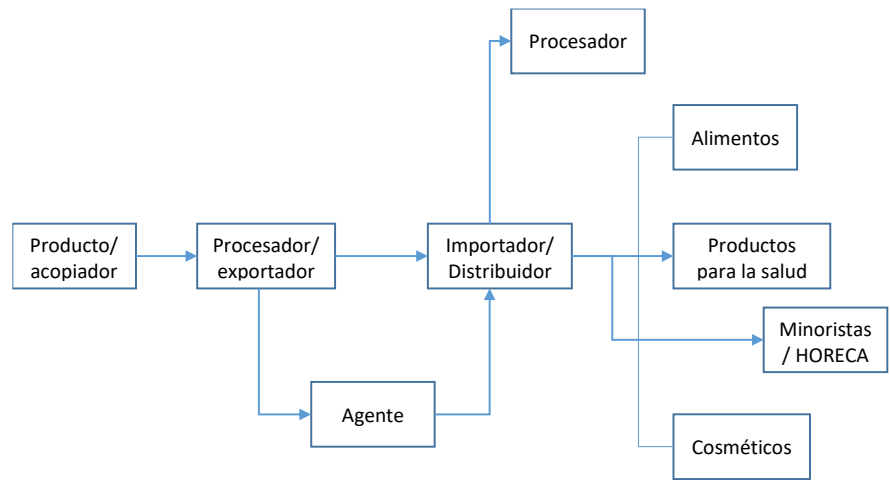 Procesador
Alimentos
Producto/
acopiador
Procesador/
exportador
Importador/
Distribuidor
Productos
para la salud
Minoristas
/ HORECA
Agente
Cosméticos